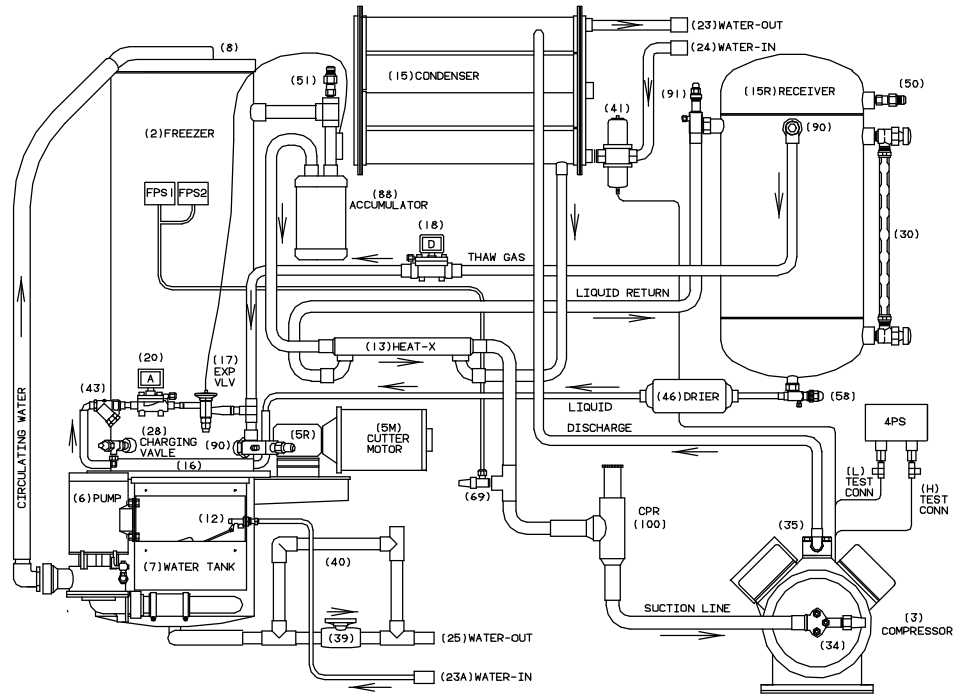 (8)
(23)WATER-OUT
(24)WATER-IN
(51)
(15)CONDENSER
(41)
(91)
(15R)RECEIVER
(50)
(2)FREEZER
(90)
FPS1
FPS2
(88)
ACCUMULATOR
(18)
D
(30)
THAW GAS
LIQUID RETURN
(13)HEAT-X
(20)
A
(17)
EXP
VLV
(43)
(46)DRIER
(58)
LIQUID
CIRCULATING WATER
(28)
CHARGING
VAVLE
(90)
(5R)
(5M)
CUTTER
MOTOR
DISCHARGE
4PS
(16)
(L)
TEST
CONN
(H)
TEST
CONN
(6)PUMP
(69)
(12)
CPR
(100)
(35)
(7)WATER TANK
(40)
SUCTION LINE
(3)
COMPRESSOR
(39)
(25)WATER-OUT
(34)
(23A)WATER-IN